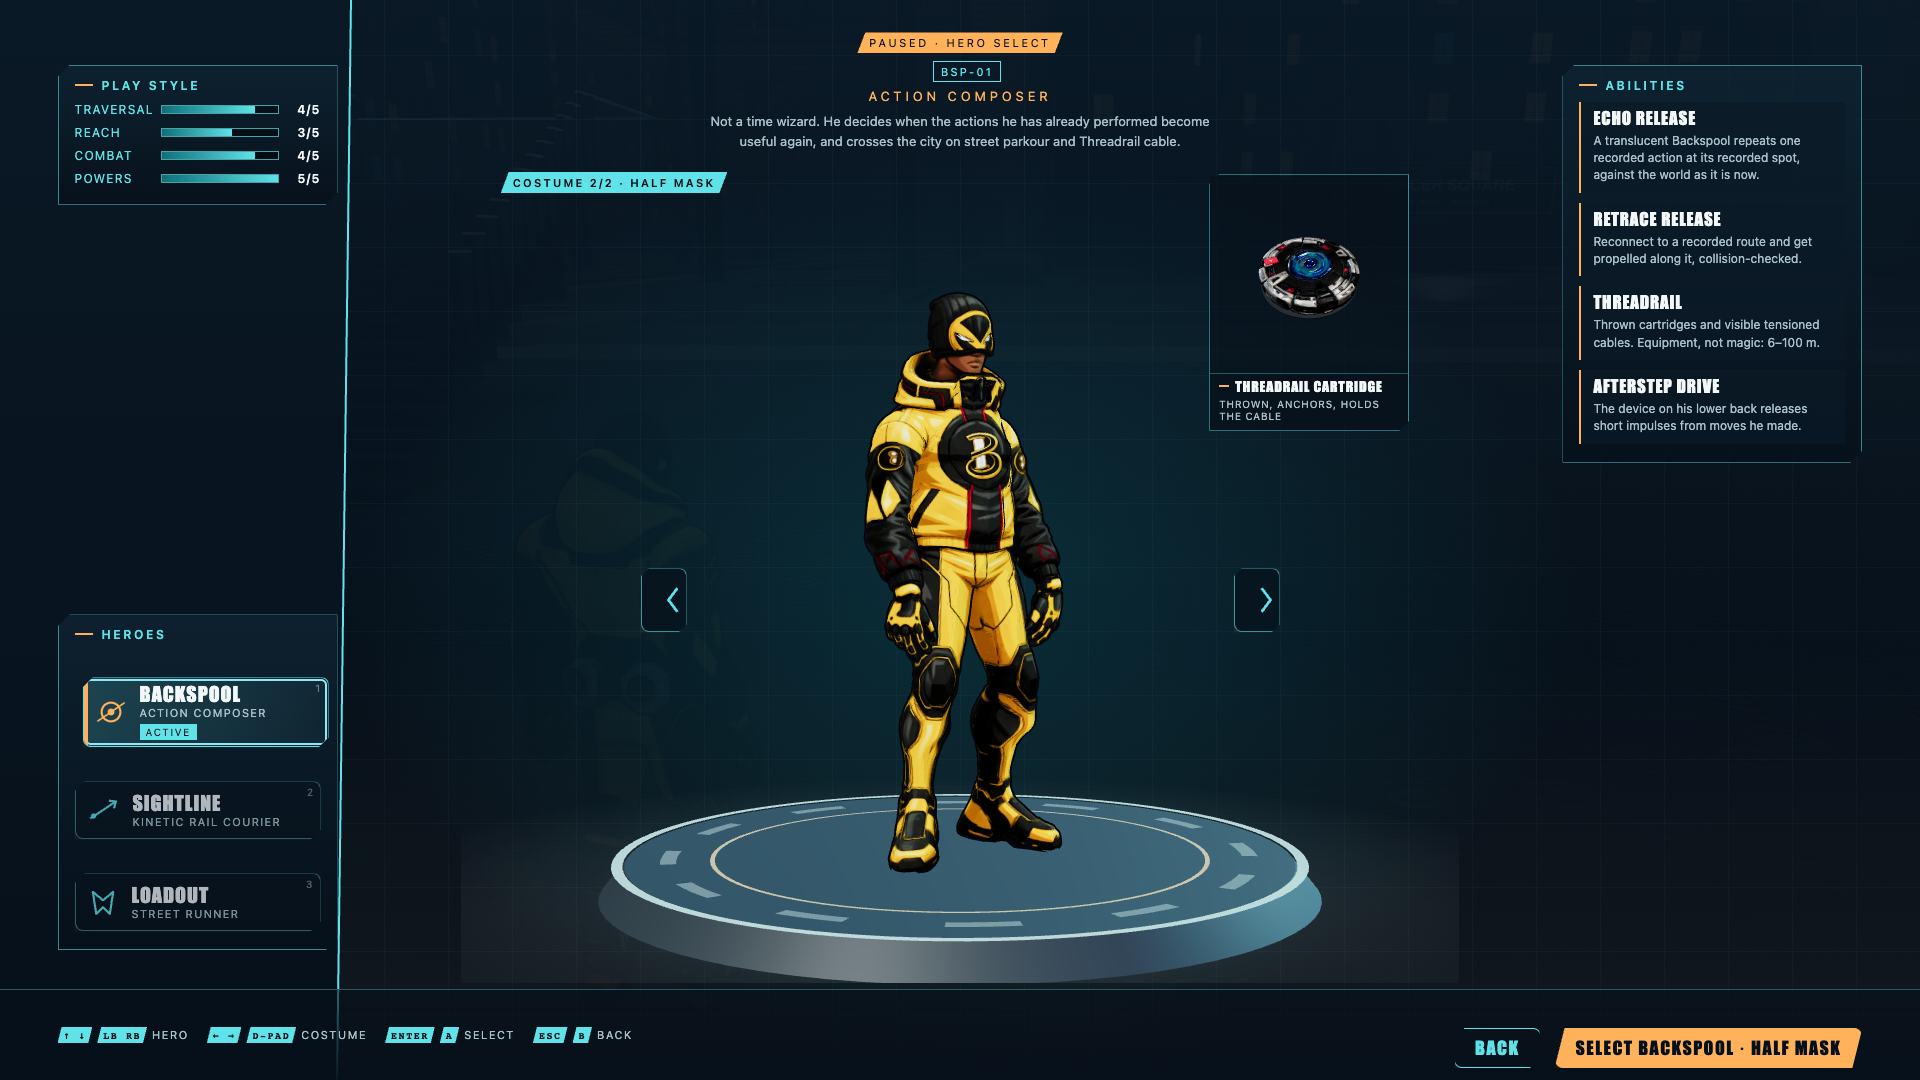 PAUSED · HERO SELECT
BSP-01
ACTION COMPOSER
Not a time wizard. He decides when the actions he has already performed become
useful again, and crosses the city on street parkour and Threadrail cable.
PLAY STYLE
TRAVERSAL 4/5
REACH 3/5
COMBAT 4/5
POWERS 5/5
COSTUME 2/2 · HALF MASK
B
THREADRAIL CARTRIDGE
THROWN, ANCHORS, HOLDS
THE CABLE
ABILITIES
ECHO RELEASE
A translucent Backspool repeats one
recorded action at its recorded spot,
against the world as it is now.
RETRACE RELEASE
Reconnect to a recorded route and get
propelled along it, collision-checked.
THREADRAIL
Thrown cartridges and visible tensioned
cables. Equipment, not magic: 6–100 m.
AFTERSTEP DRIVE
The device on his lower back releases
short impulses from moves he made.
HEROES
BACKSPOOL 1
ACTION COMPOSER
ACTIVE
SIGHTLINE 2
KINETIC RAIL COURIER
LOADOUT 3
STREET RUNNER
↑ ↓ LB RB HERO ← → D-PAD COSTUME ENTER A SELECT ESC B BACK
BACK
SELECT BACKSPOOL · HALF MASK